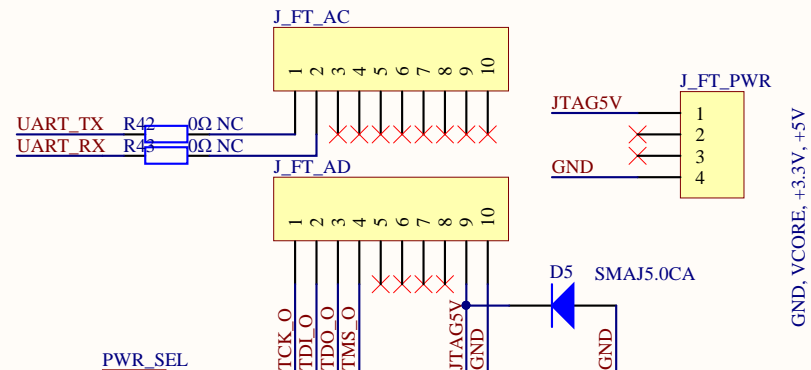 J_FT_AC
1 2 3 4 5 6 7 8 9 10
J_FT_PWR
JTAG5V
1
2
3
GND
4
UART_TX R42 0Ω NC
UART_RX R43 0Ω NC
J_FT_AD
1 2 3 4 5 6 7 8 9 10
D5 SMAJ5.0CA
TCK_O
TDI_O
TDO_O
TMS_O
JTAG5V
GND
GND
GND, VCORE, +3.3V, +5V
PWR_SEL